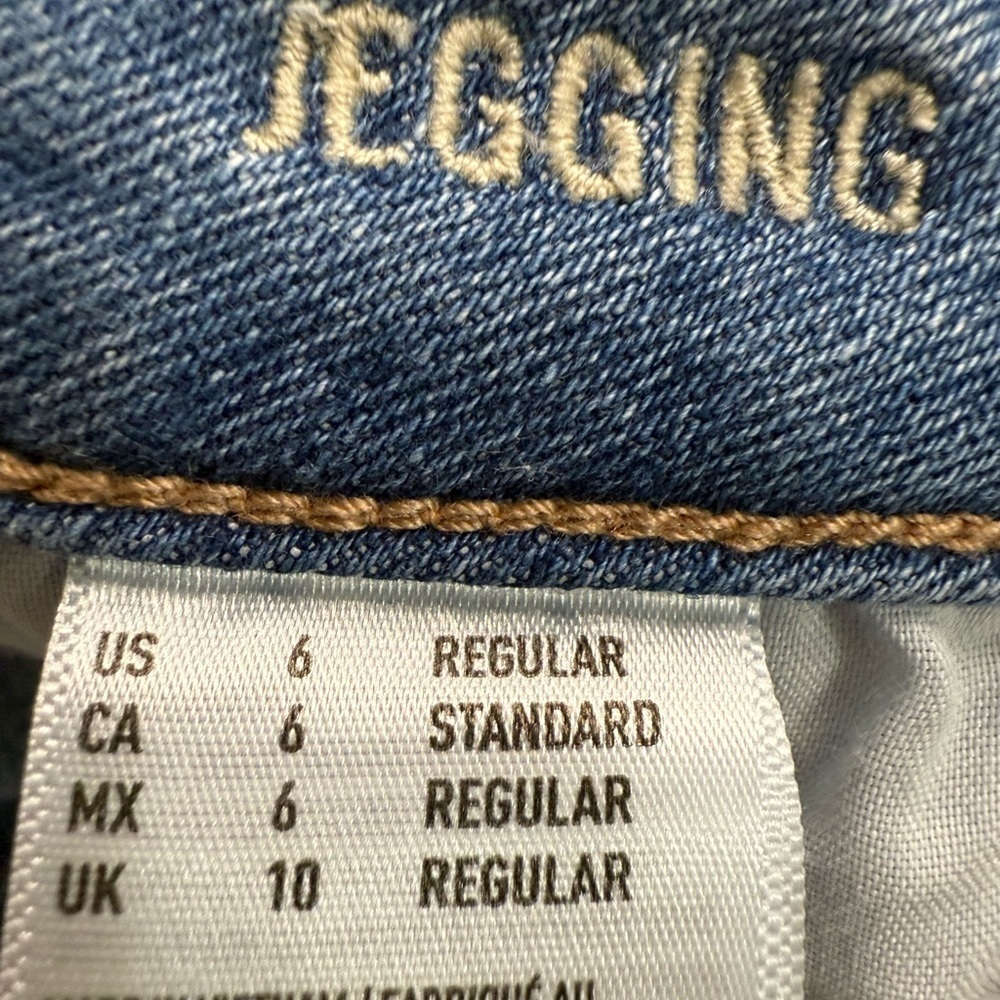 JEGGING
US 6 REGULAR
CA 6 STANDARD
MX 6 REGULAR
UK 10 REGULAR